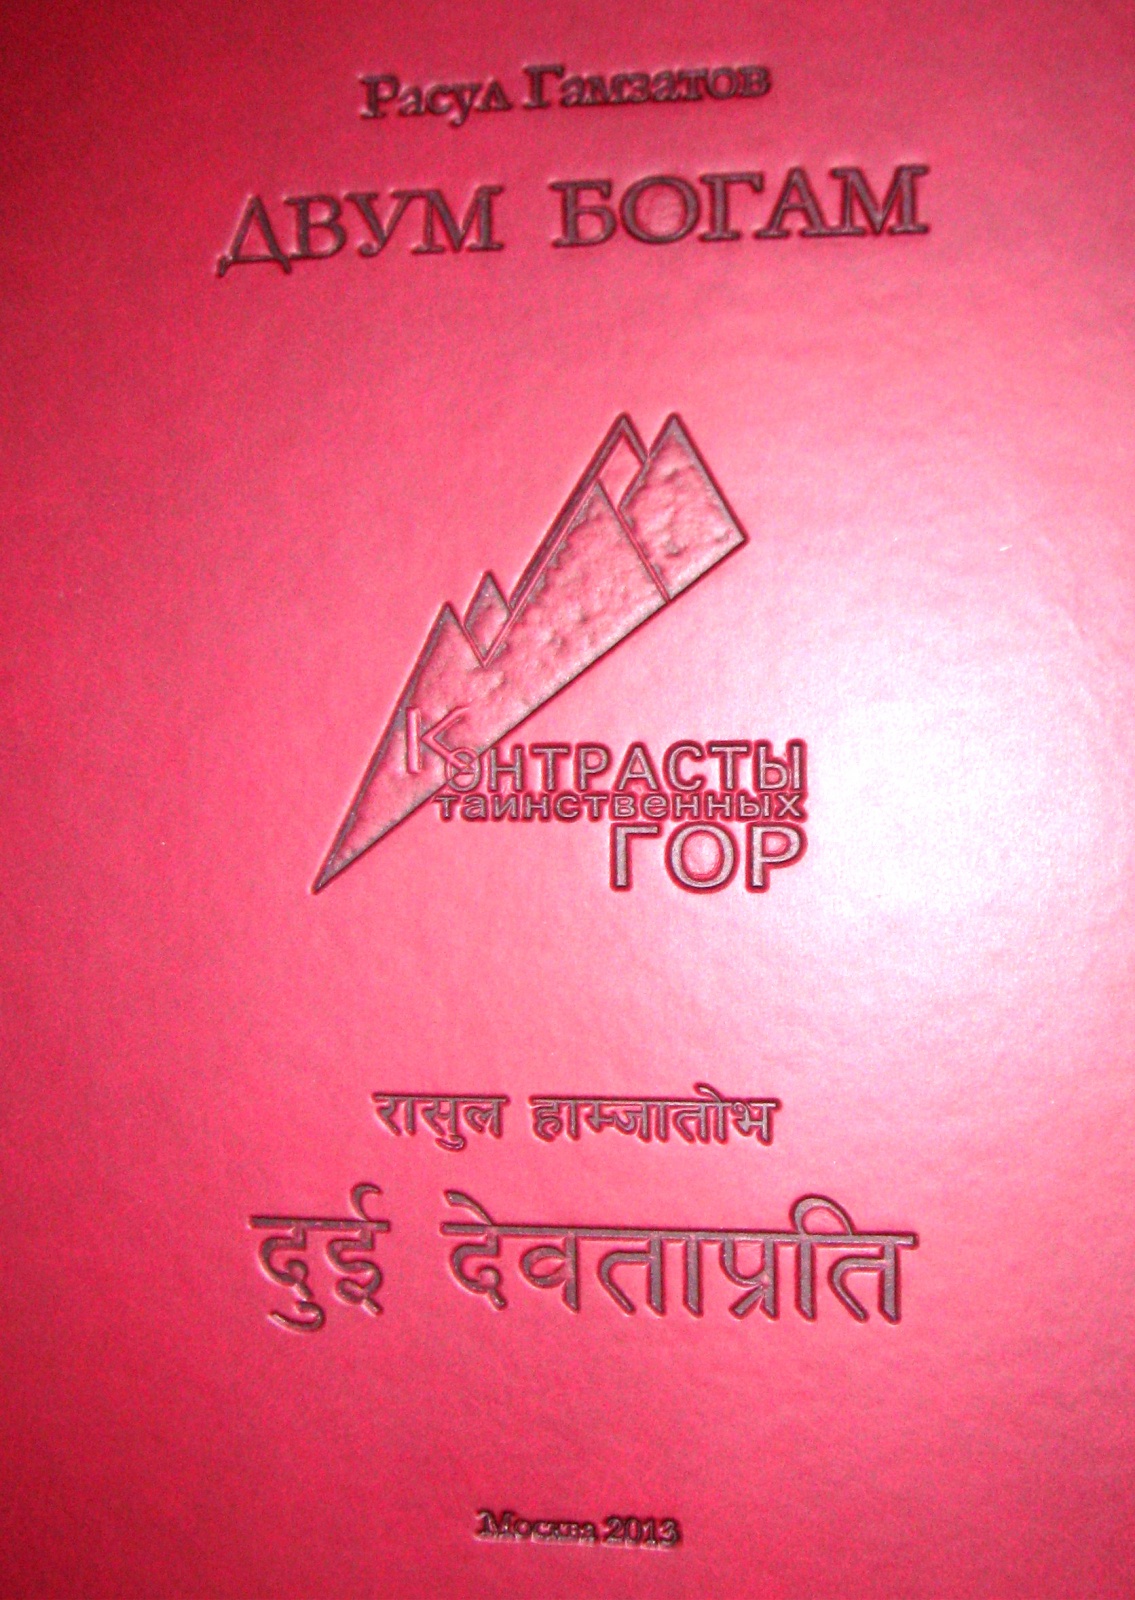 Расул Гамзатов
ДВУМ БОГАМ
КОНТРАСТЫ
таинственных
ГОР
रासुल हाम्जातोभ
दुई देवताप्रति
Москва 2013